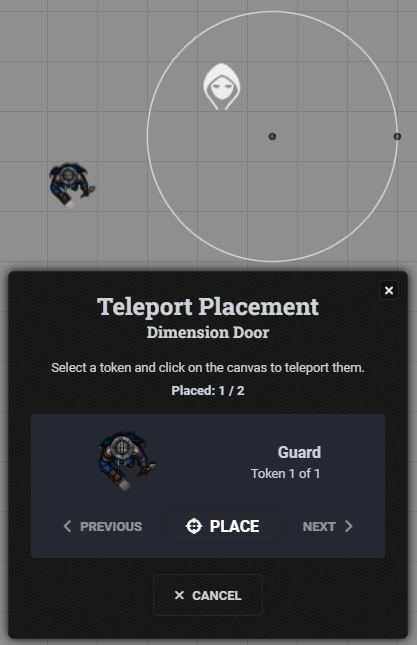 Teleport Placement
Dimension Door
Select a token and click on the canvas to teleport them.
Placed: 1 / 2
Guard
Token 1 of 1
PREVIOUS
PLACE
NEXT
CANCEL